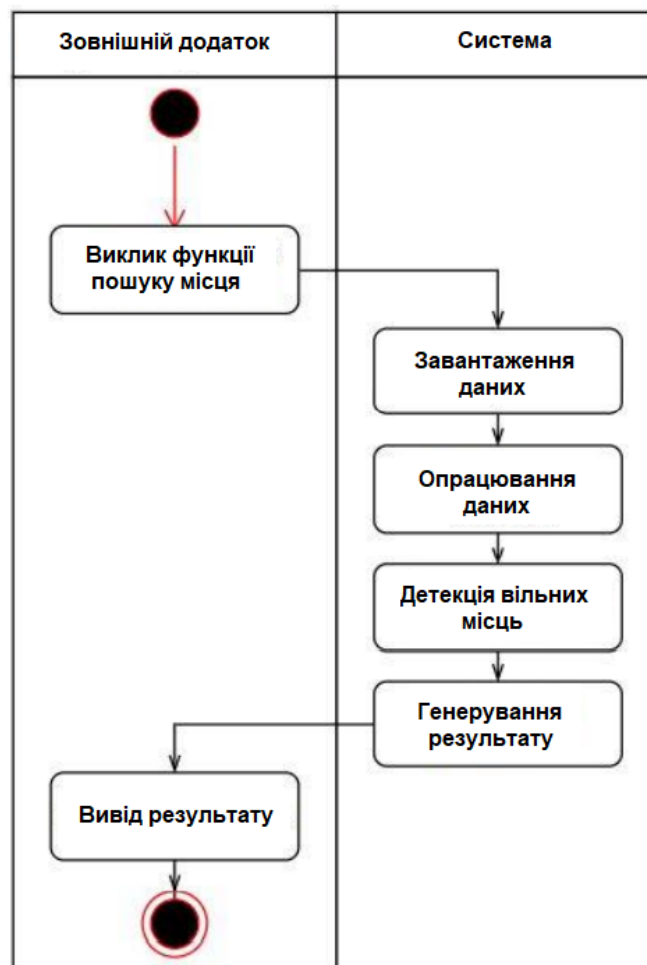 Зовнішній додаток
Система
Виклик функції
пошуку місця
Завантаження
даних
Опрацювання
даних
Детекція вільних
місць
Генерування
результату
Вивід результату